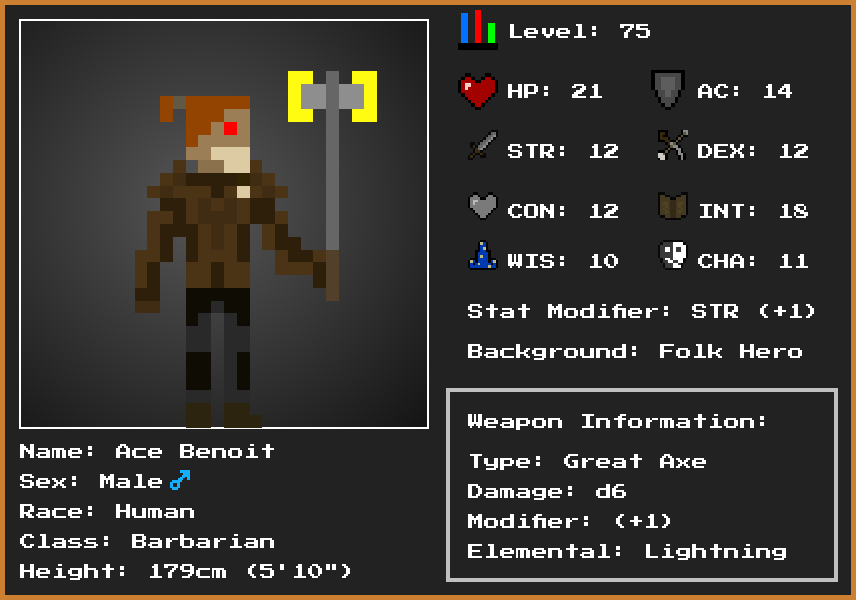 Level: 75
HP: 21 AC: 14
STR: 12 DEX: 12
CON: 12 INT: 18
WIS: 10 CHA: 11
Stat Modifier: STR (+1)
Background: Folk Hero
Weapon Information:
Type: Great Axe
Damage: d6
Modifier: (+1)
Elemental: Lightning
Name: Ace Benoit
Sex: Male ♂
Race: Human
Class: Barbarian
Height: 179cm (5'10")